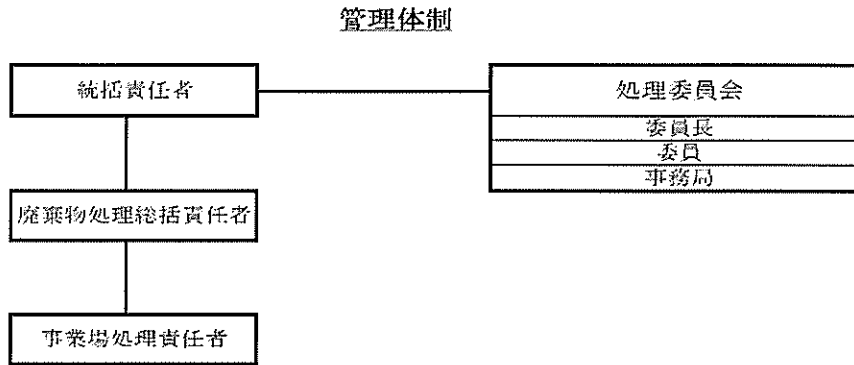 管理体制
統括責任者
処理委員会
委員長
委員
事務局
廃棄物処理総括責任者
事業場処理責任者